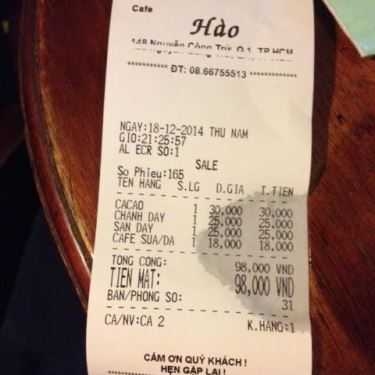 Cafe
Hào
148 Nguyễn Công Trứ, Q.1, TP.HCM
*********** ĐT: 08.66755513 ***********
NGAY:18-12-2014 THU NAM
GIO:21:25:57
AL ECR SO:1
SALE
So Phieu:165
TEN HANG S.LG D.GIA T.TIEN
CACAO 1 30,000 30,000
CHANH DAY 1 25,000 25,000
SAN DAY 1 25,000 25,000
CAFE SUA/DA 1 18,000 18,000
TONG CONG: 98,000 VND
TIEN MAT: 98,000 VND
BAN/PHONG SO: 31
CA/NV:CA 2 K.HANG:1
CẢM ƠN QUÝ KHÁCH !
HẸN GẶP LẠI !